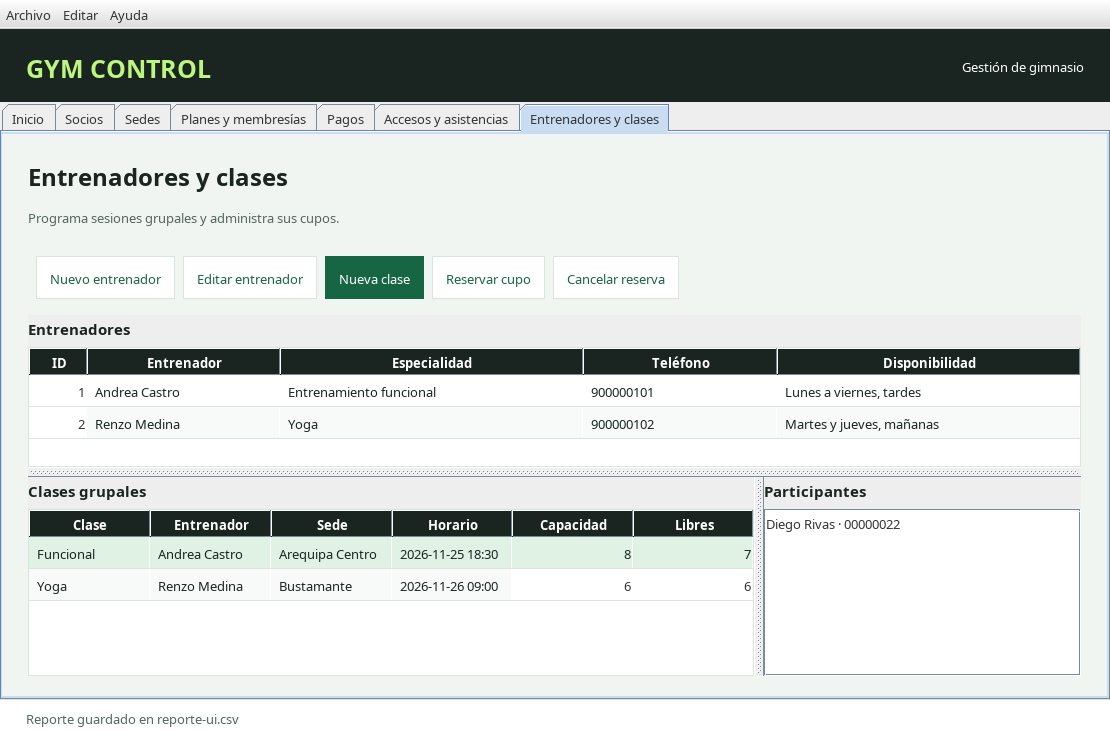 Archivo Editar Ayuda
GYM CONTROL
Gestión de gimnasio
Inicio Socios Sedes Planes y membresías Pagos Accesos y asistencias Entrenadores y clases
Entrenadores y clases
Programa sesiones grupales y administra sus cupos.
Nuevo entrenador Editar entrenador Nueva clase Reservar cupo Cancelar reserva
Entrenadores
ID Entrenador Especialidad Teléfono Disponibilidad
1 Andrea Castro Entrenamiento funcional 900000101 Lunes a viernes, tardes
2 Renzo Medina Yoga 900000102 Martes y jueves, mañanas
Clases grupales
Clase Entrenador Sede Horario Capacidad Libres
Funcional Andrea Castro Arequipa Centro 2026-11-25 18:30 8 7
Yoga Renzo Medina Bustamante 2026-11-26 09:00 6 6
Participantes
Diego Rivas · 00000022
Reporte guardado en reporte-ui.csv